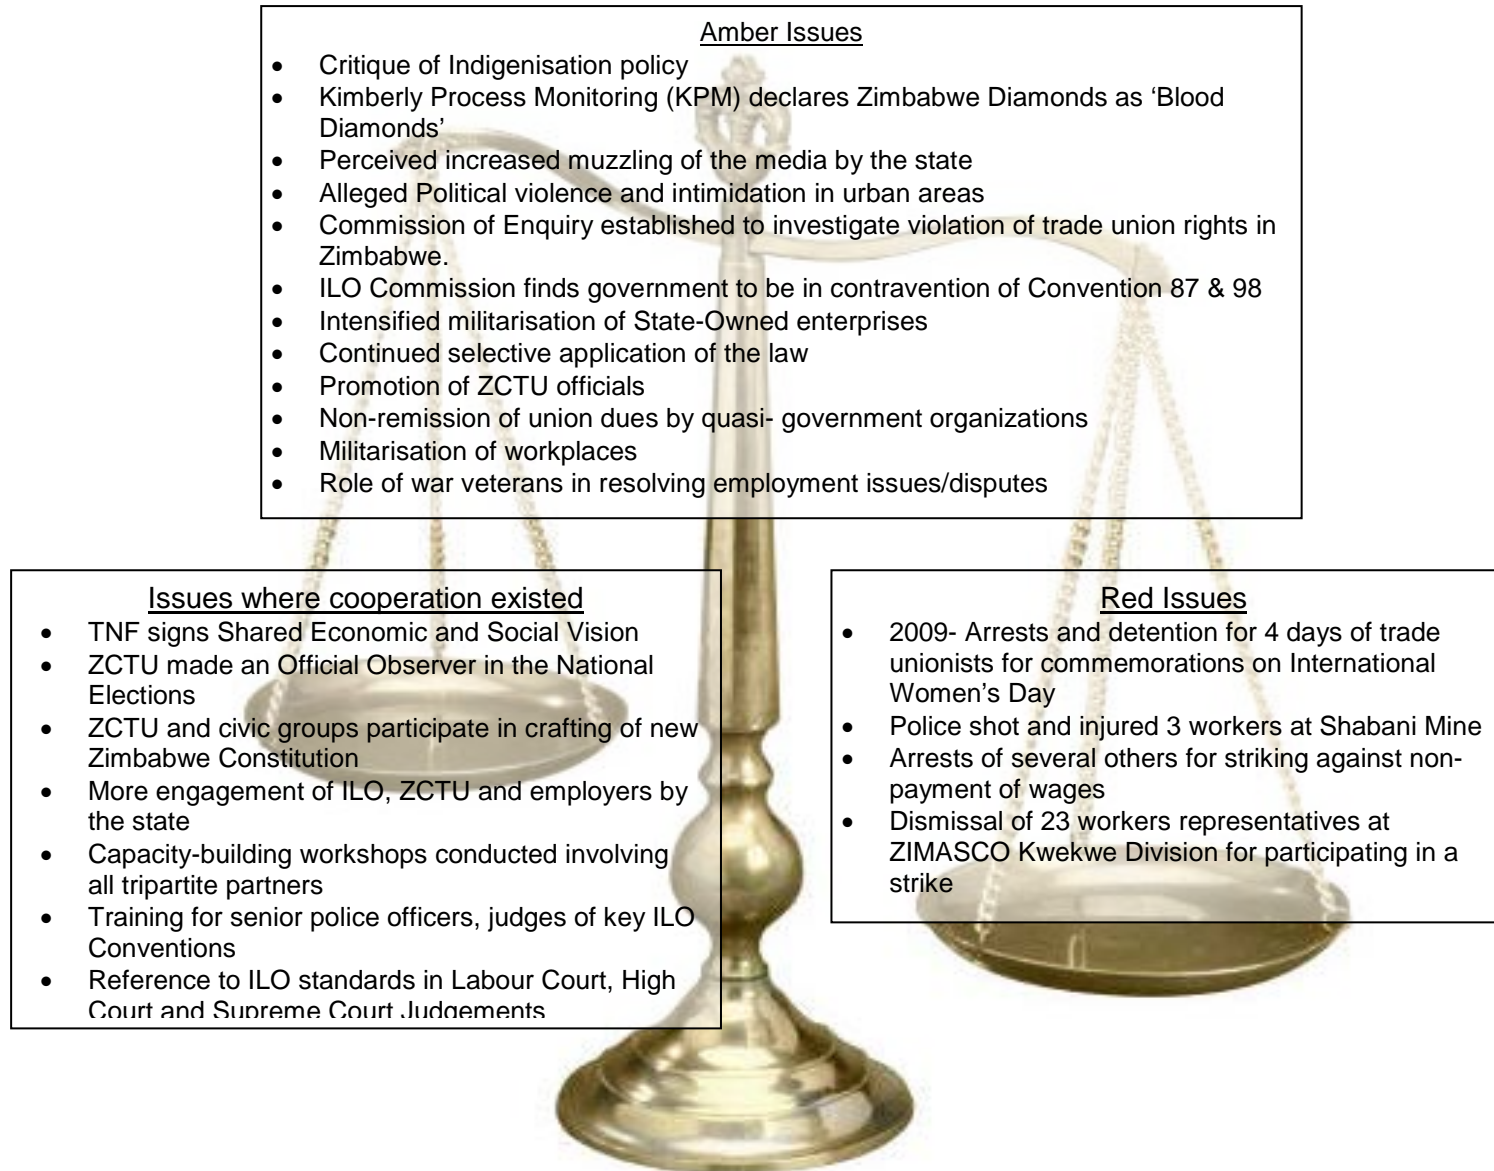 Amber Issues
• Critique of Indigenisation policy
• Kimberly Process Monitoring (KPM) declares Zimbabwe Diamonds as ‘Blood
Diamonds’
• Perceived increased muzzling of the media by the state
• Alleged Political violence and intimidation in urban areas
• Commission of Enquiry established to investigate violation of trade union rights in
Zimbabwe.
• ILO Commission finds government to be in contravention of Convention 87 & 98
• Intensified militarisation of State-Owned enterprises
• Continued selective application of the law
• Promotion of ZCTU officials
• Non-remission of union dues by quasi- government organizations
• Militarisation of workplaces
• Role of war veterans in resolving employment issues/disputes
Issues where cooperation existed
• TNF signs Shared Economic and Social Vision
• ZCTU made an Official Observer in the National
Elections
• ZCTU and civic groups participate in crafting of new
Zimbabwe Constitution
• More engagement of ILO, ZCTU and employers by
the state
• Capacity-building workshops conducted involving
all tripartite partners
• Training for senior police officers, judges of key ILO
Conventions
• Reference to ILO standards in Labour Court, High
Court and Supreme Court Judgements
Red Issues
• 2009- Arrests and detention for 4 days of trade
unionists for commemorations on International
Women’s Day
• Police shot and injured 3 workers at Shabani Mine
• Arrests of several others for striking against non-
payment of wages
• Dismissal of 23 workers representatives at
ZIMASCO Kwekwe Division for participating in a
strike